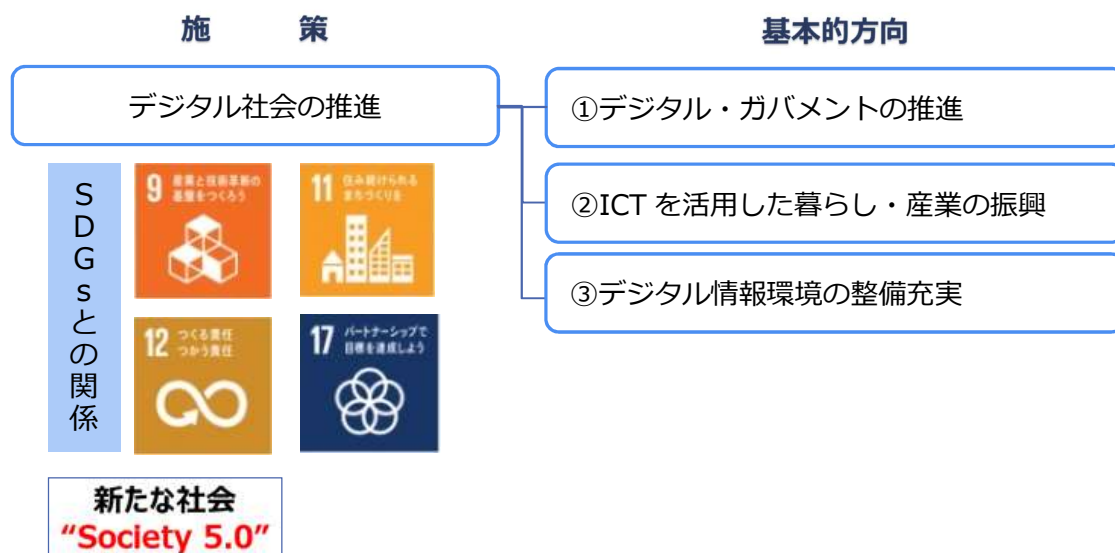 施 策
基本的方向
デジタル社会の推進
①デジタル・ガバメントの推進
②ICT を活用した暮らし・産業の振興
③デジタル情報環境の整備充実
SDGsとの関係
9 産業と技術革新の
基盤をつくろう
11 住み続けられる
まちづくりを
12 つくる責任
つかう責任
17 パートナーシップで
目標を達成しよう
新たな社会
“Society 5.0”